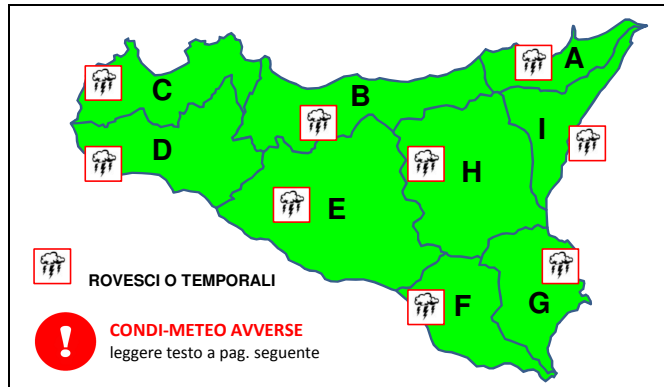 A
C
B
I
D
H
E
ROVESCI O TEMPORALI
F
G
CONDI-METEO AVVERSE
leggere testo a pag. seguente